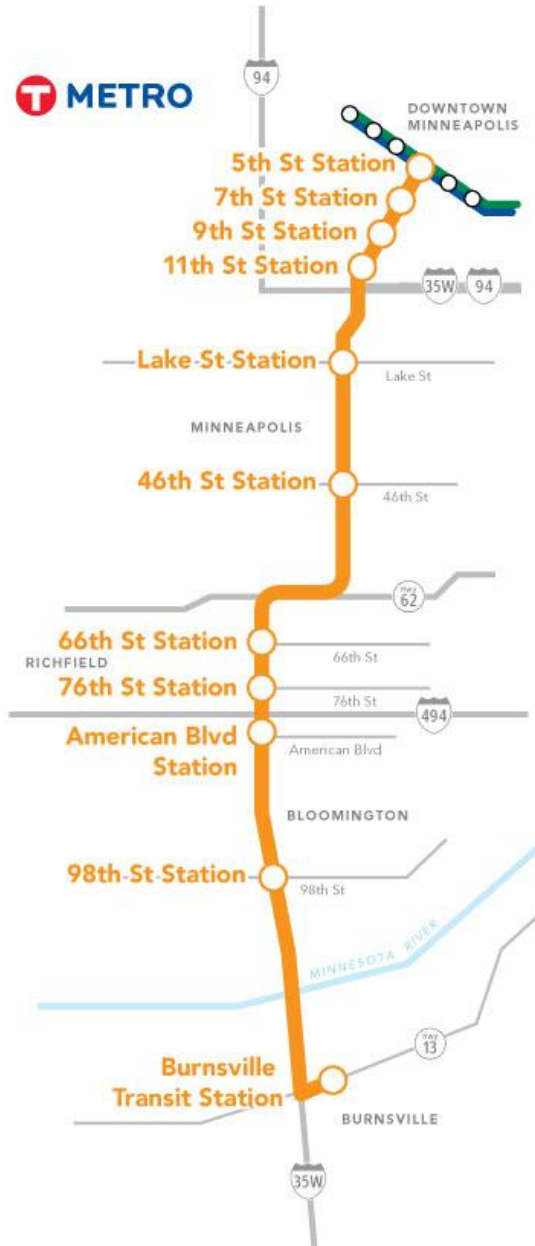 94
T METRO
DOWNTOWN
MINNEAPOLIS
5th St Station
7th St Station
9th St Station
11th St Station
35W
94
Lake St Station
Lake St
MINNEAPOLIS
46th St Station
46th St
Hwy
62
66th St Station
66th St
RICHFIELD
76th St Station
76th St
494
American Blvd
Station
American Blvd
BLOOMINGTON
98th St Station
98th St
MINNESOTA RIVER
Hwy
13
Burnsville
Transit Station
BURNSVILLE
35W